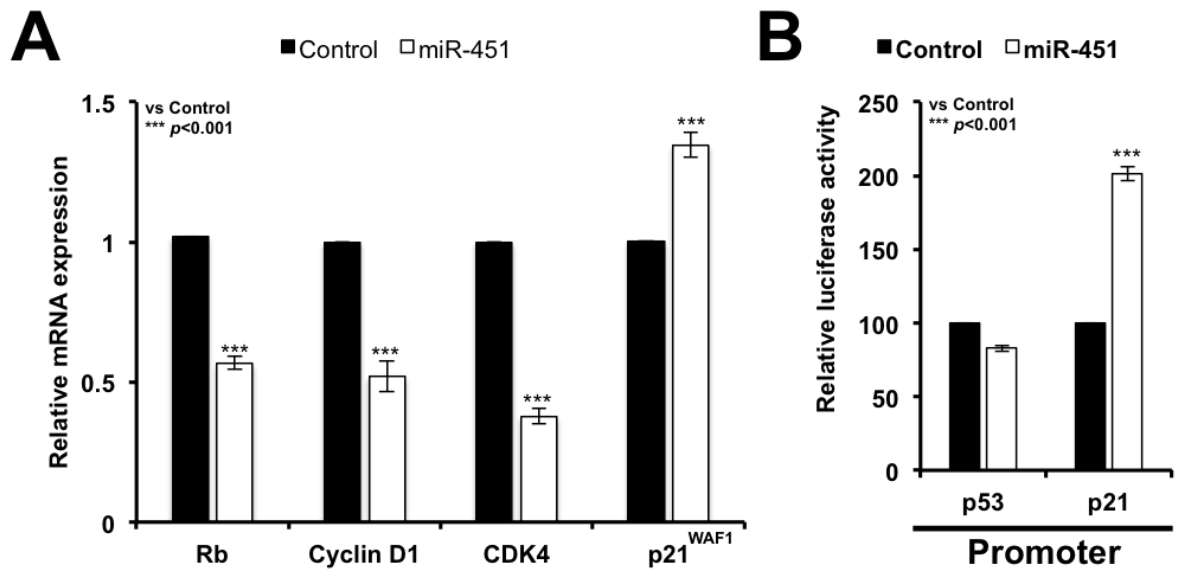 A
Control miR-451
vs Control
*** p<0.001
Relative mRNA expression
1.5
1
0.5
0
***
***
***
***
Rb Cyclin D1 CDK4 p21WAF1
B
Control miR-451
vs Control
*** p<0.001
Relative luciferase activity
250
200
150
100
50
0
***
p53 p21
Promoter